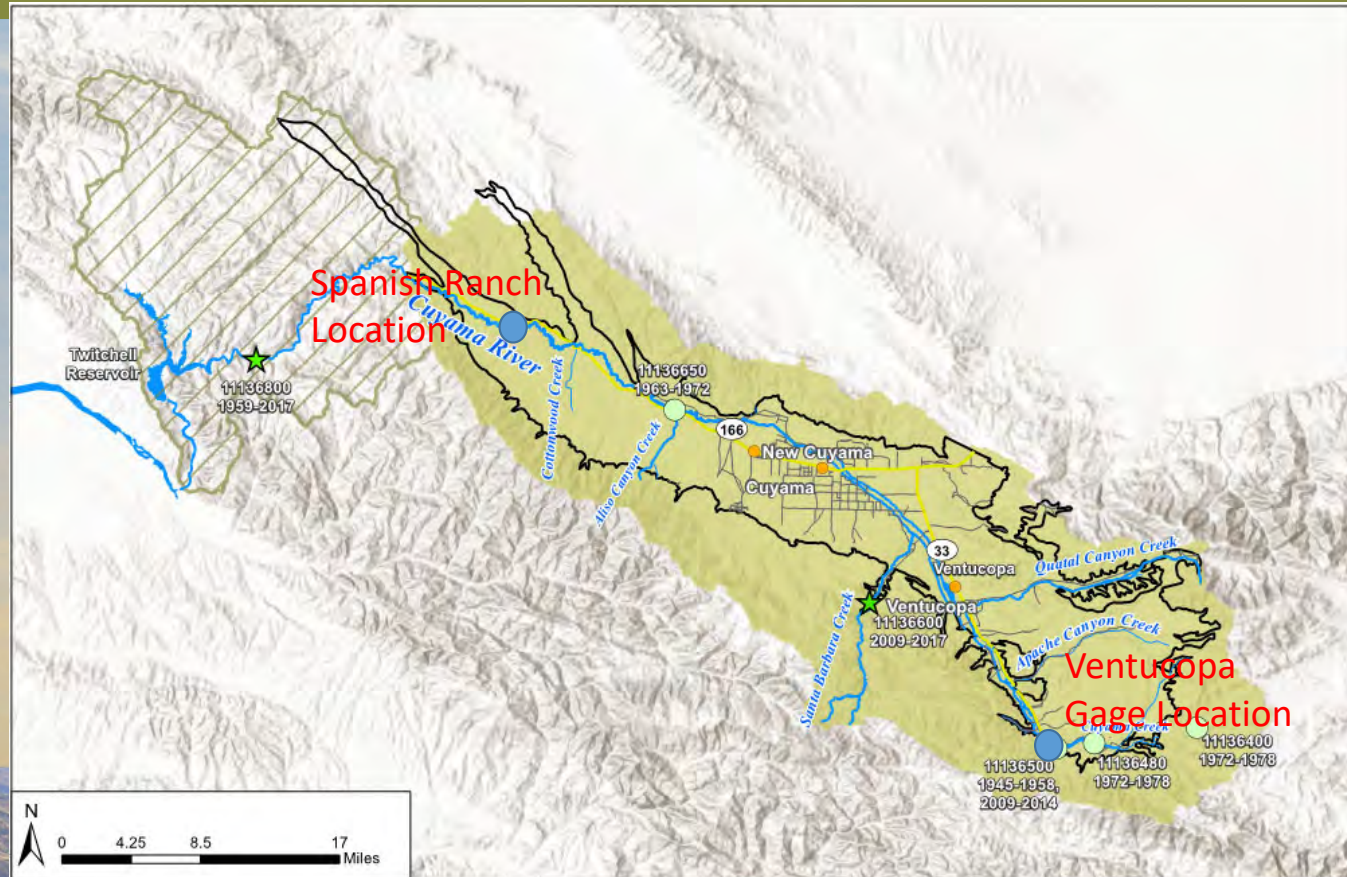 Spanish Ranch
Location
Cuyama River
Twitchell
Reservoir
11136800
1959-2017
Cottonwood Creek
11136650
1963-1972
Aliso Canyon Creek
166
New Cuyama
Cuyama
33
Ventucopa
Quatal Canyon Creek
Ventucopa
11136600
2009-2017
Santa Barbara Creek
Apache Canyon Creek
Ventucopa
Gage Location
Cuyama Creek
11136400
1972-1978
11136480
1972-1978
11136500
1945-1958,
2009-2014
N
0 4.25 8.5 17
Miles